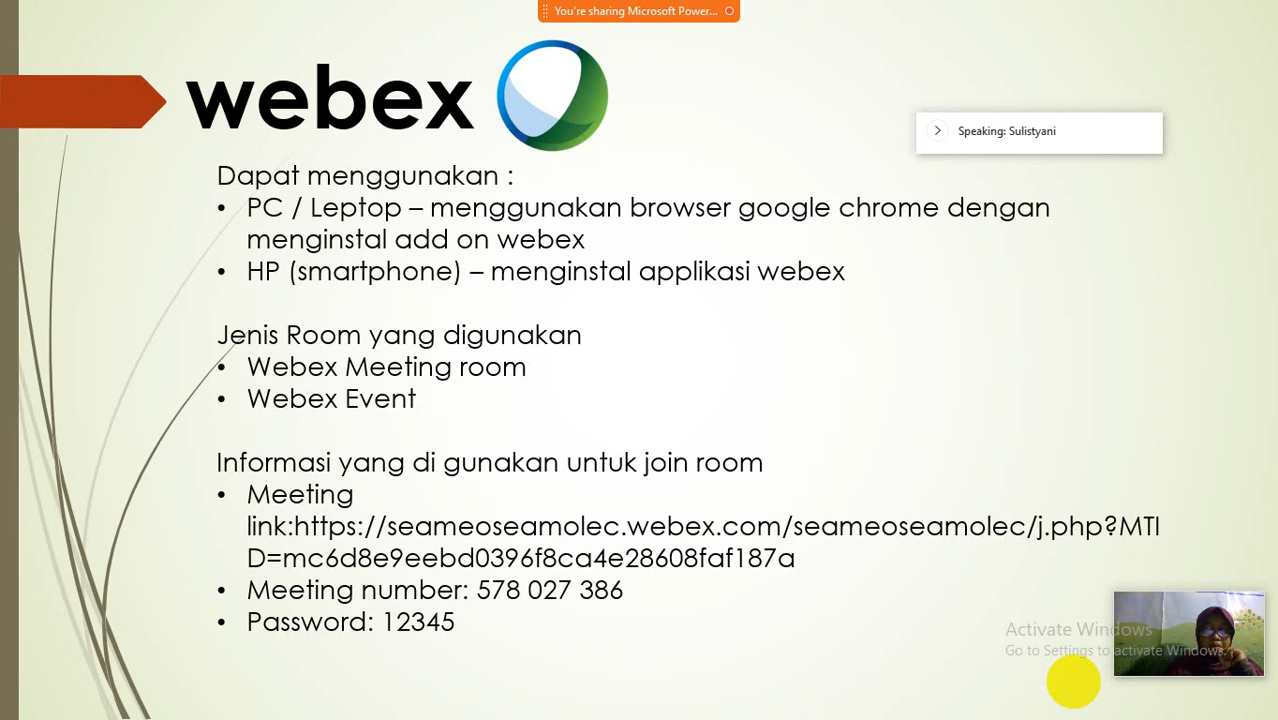 You're sharing Microsoft Power...
webex
Speaking: Sulistyani
Dapat menggunakan :
• PC / Leptop – menggunakan browser google chrome dengan
menginstal add on webex
• HP (smartphone) – menginstal applikasi webex
Jenis Room yang digunakan
• Webex Meeting room
• Webex Event
Informasi yang di gunakan untuk join room
• Meeting
link:https://seameoseamolec.webex.com/seameoseamolec/j.php?MTI
D=mc6d8e9eebd0396f8ca4e28608faf187a
• Meeting number: 578 027 386
• Password: 12345
Activate Windows
Go to Settings to activate Windows.